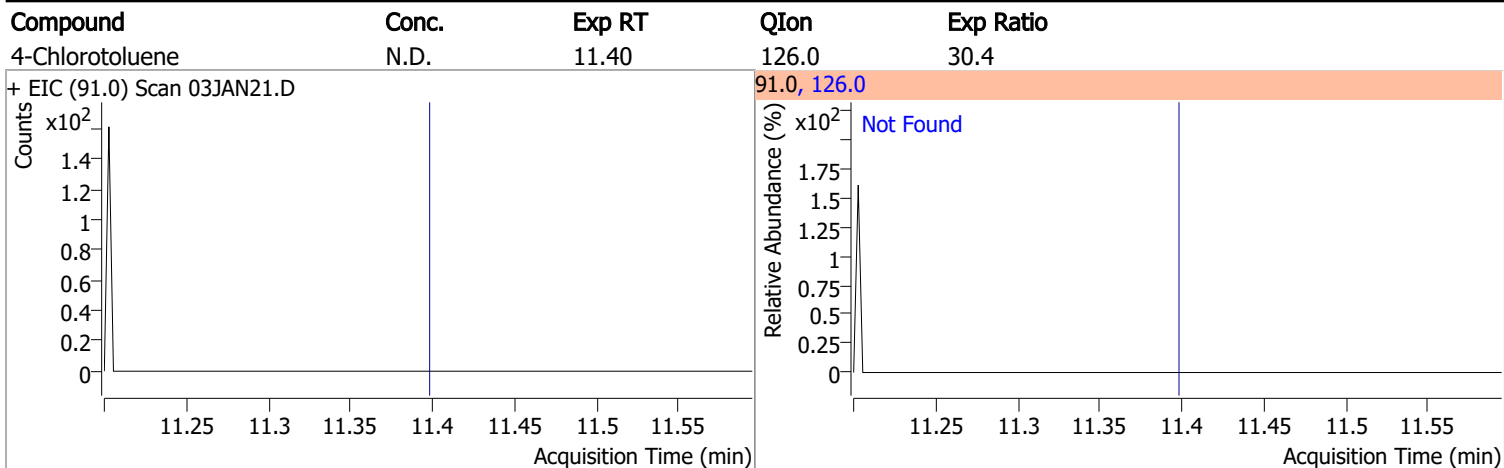 Compound Conc. Exp RT QIon Exp Ratio
4-Chlorotoluene N.D. 11.40 126.0 30.4
+ EIC (91.0) Scan 03JAN21.D
Counts
x10²
1.4
1.2
1
0.8
0.6
0.4
0.2
0
11.25 11.3 11.35 11.4 11.45 11.5 11.55
Acquisition Time (min)
91.0, 126.0
Relative Abundance (%)
x10²
Not Found
1.75
1.5
1.25
1
0.75
0.5
0.25
0
11.25 11.3 11.35 11.4 11.45 11.5 11.55
Acquisition Time (min)